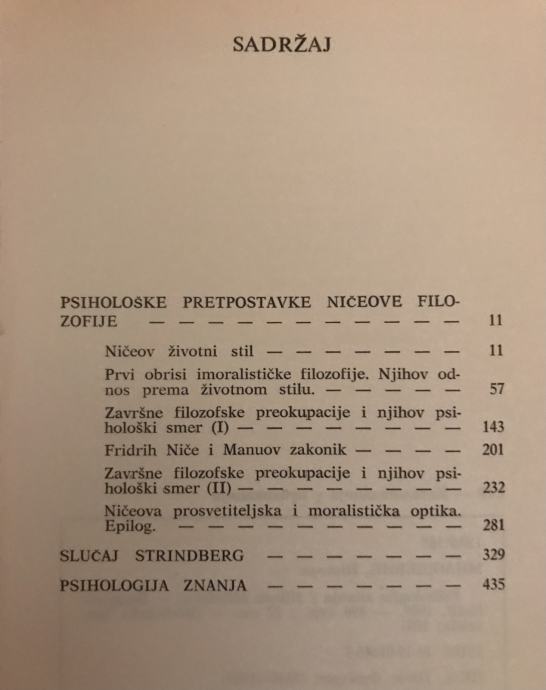 SADRŽAJ
PSIHOLOŠKE PRETPOSTAVKE NIČEOVE FILO-
ZOFIJE — — — — — — — — — — — 11
Ničeov životni stil — — — — — — — 11
Prvi obrisi imoralističke filozofije. Njihov od-
nos prema životnom stilu. — — — — — 57
Završne filozofske preokupacije i njihov psi-
hološki smer (I) — — — — — — — — 143
Fridrih Niče i Manuov zakonik — — — — 201
Završne filozofske preokupacije i njihov psi-
hološki smer (II) — — — — — — — — 232
Ničeova prosvetiteljska i moralistička optika.
Epilog. — — — — — — — — — — 281
SLUČAJ STRINDBERG — — — — — — — 329
PSIHOLOGIJA ZNANJA — — — — — — — 435